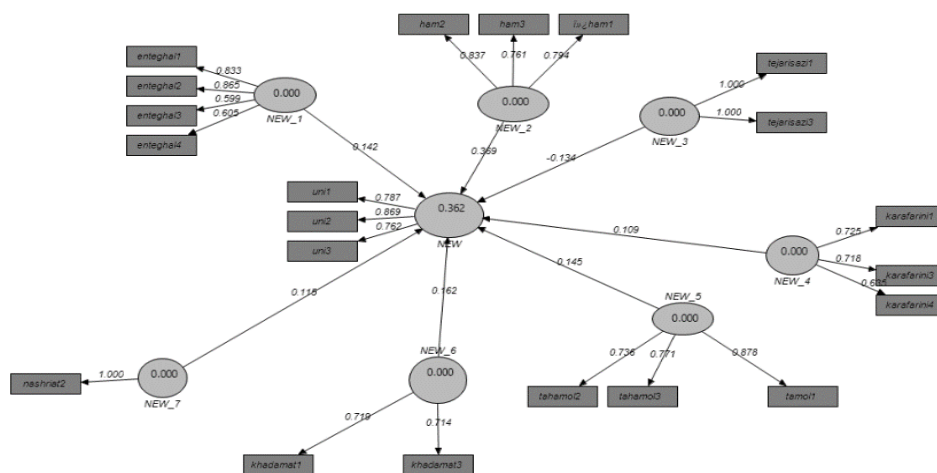 ham2
ham3
ï»¿ham1
0.837
0.761
0.794
0.000
NEW_2
0.369
enteghal1
enteghal2
enteghal3
enteghal4
0.833
0.865
0.599
0.605
0.000
NEW_1
0.142
tejarisazi1
tejarisazi3
1.000
1.000
0.000
NEW_3
-0.134
uni1
uni2
uni3
0.787
0.869
0.762
0.362
NEW
0.109
0.000
NEW_4
karafarini1
karafarini3
karafarini4
0.725
0.718
0.145
NEW_5
0.000
0.736
0.771
0.878
tahamol2
tahamol3
tamol1
0.115
nashriat2
1.000
0.000
NEW_7
0.162
NEW_6
0.000
0.719
0.714
khadamat1
khadamat3